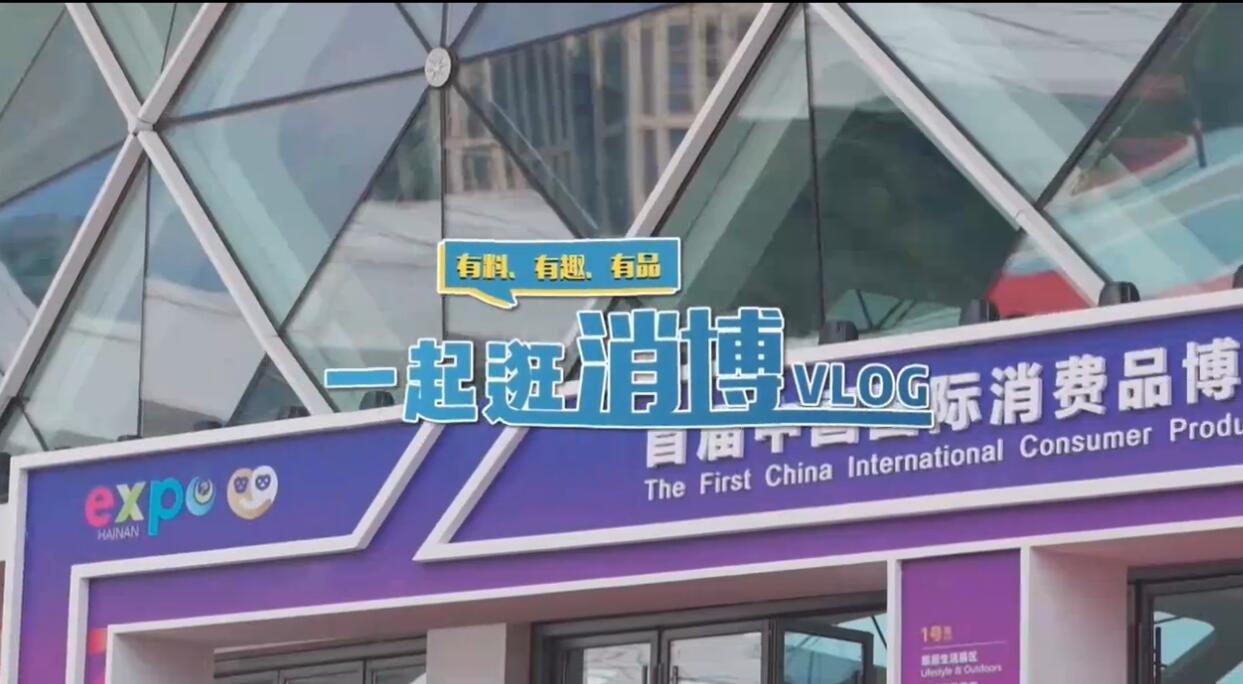 有料、有趣、有品
一起逛消博VLOG
首届中国国际消费品博
The First China International Consumer Produ
expo
HAINAN
1号
Lifestyle & Outdoors